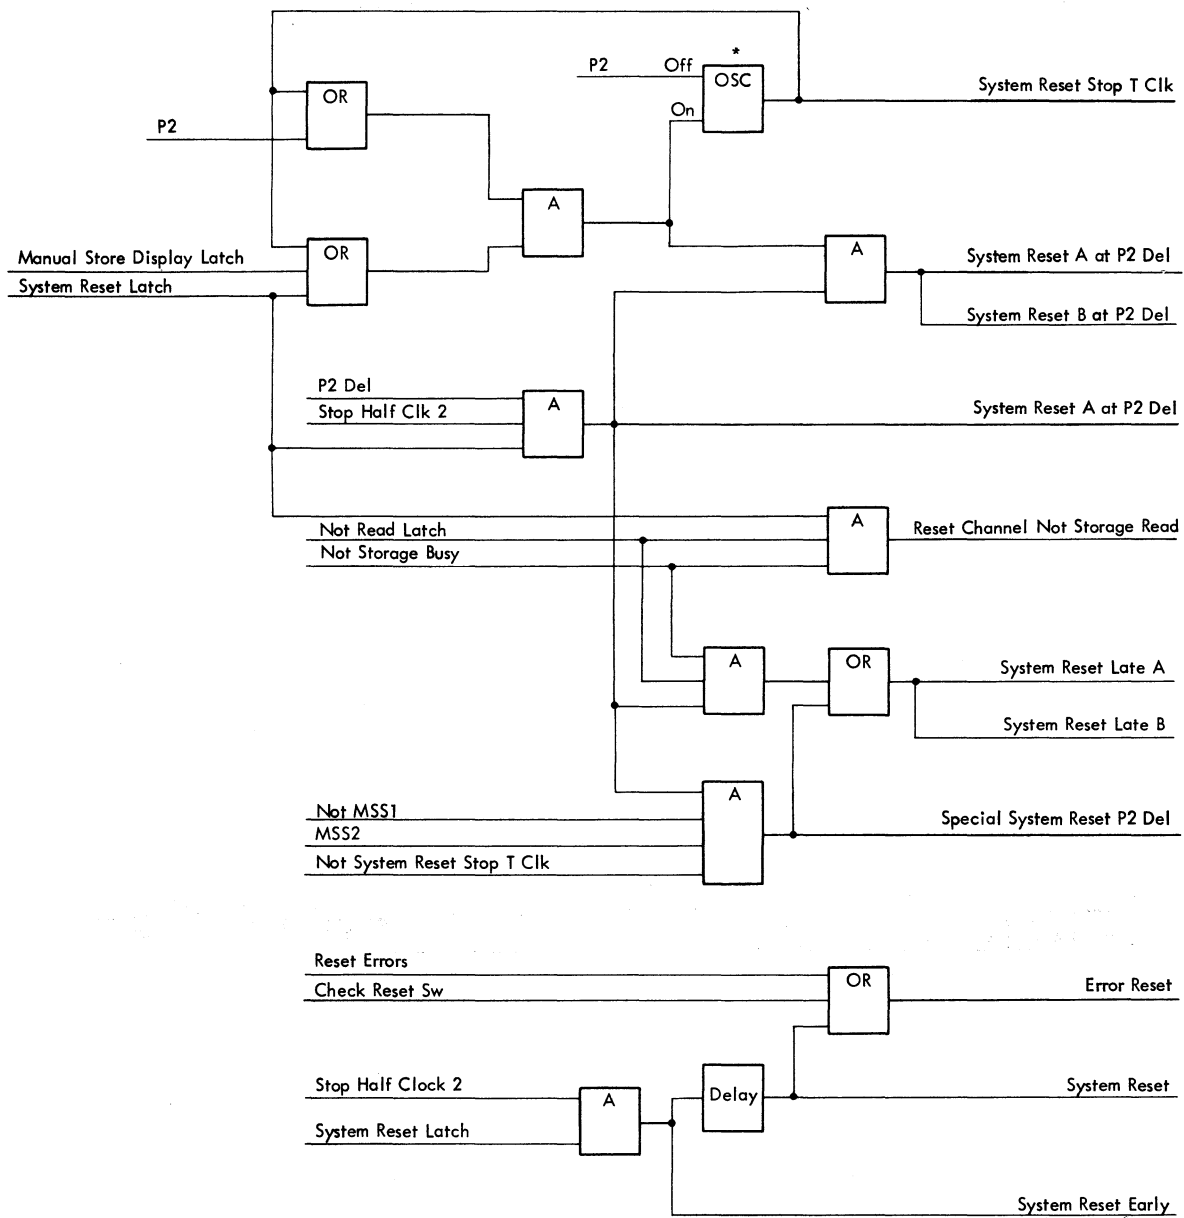 *
P2 Off
OSC
System Reset Stop T Clk
OR
On
P2
A
OR
A
Manual Store Display Latch
System Reset A at P2 Del
System Reset Latch
System Reset B at P2 Del
P2 Del
A
Stop Half Clk 2
System Reset A at P2 Del
A
Not Read Latch
Reset Channel Not Storage Read
Not Storage Busy
A
OR
System Reset Late A
System Reset Late B
A
Not MSS1
Special System Reset P2 Del
MSS2
Not System Reset Stop T Clk
Reset Errors
OR
Check Reset Sw
Error Reset
Stop Half Clock 2
System Reset
A
Delay
System Reset Latch
System Reset Early